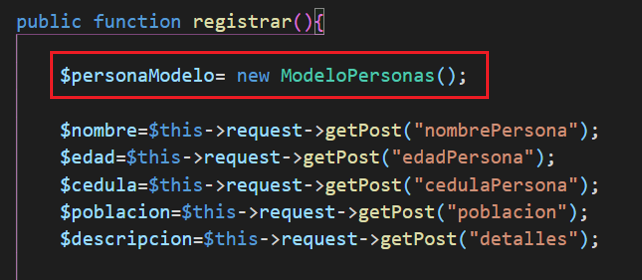 public function registrar(){
$personaModelo= new ModeloPersonas();
$nombre=$this->request->getPost("nombrePersona");
$edad=$this->request->getPost("edadPersona");
$cedula=$this->request->getPost("cedulaPersona");
$poblacion=$this->request->getPost("poblacion");
$descripcion=$this->request->getPost("detalles");